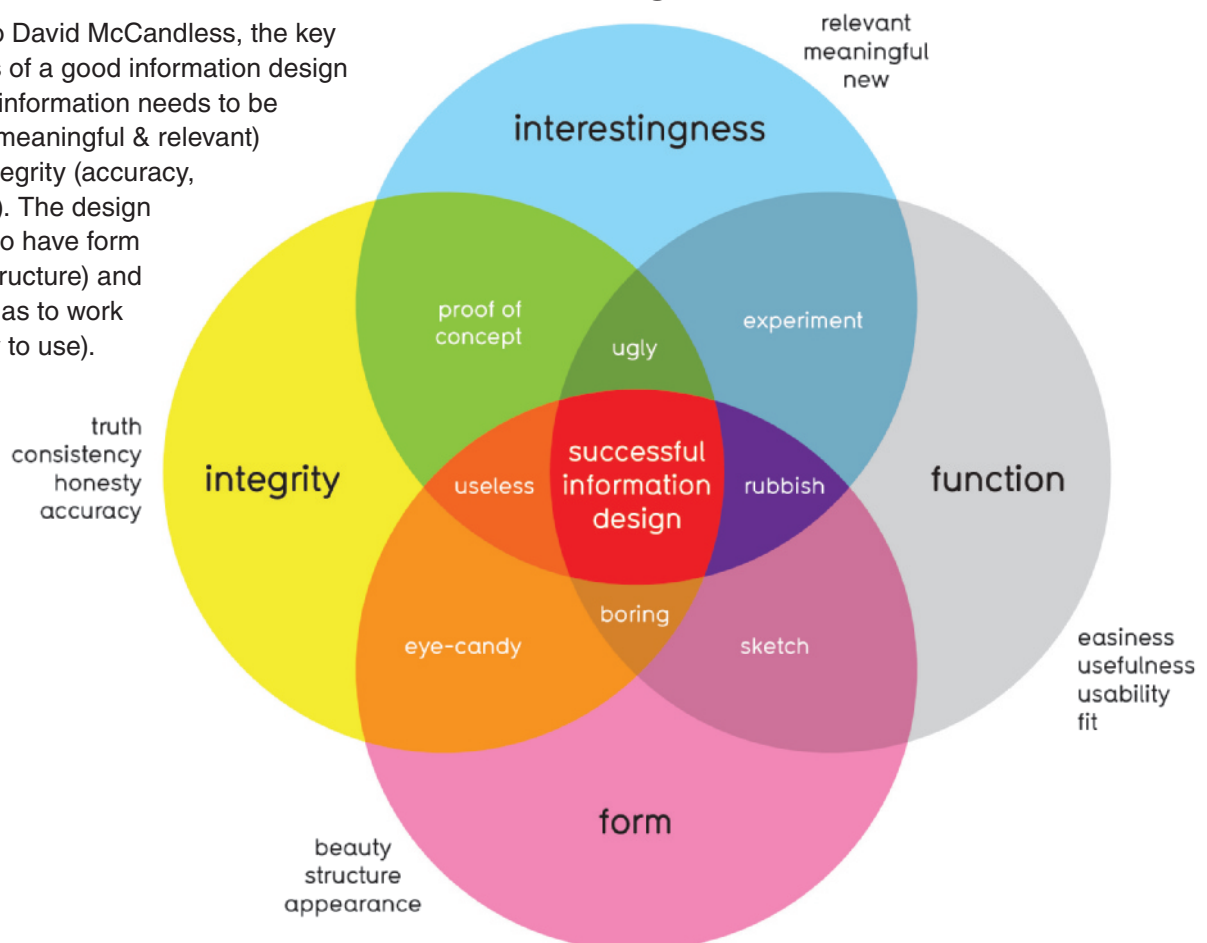 David McCandless, the key
of a good information design
information needs to be
meaningful & relevant)
(accuracy,
). The design
have form
and
as to work
to use).
relevant
meaningful
new
interestingness
proof of
concept
ugly
experiment
truth
consistency
honesty
accuracy
integrity
useless
successful
information
design
rubbish
function
eye-candy
boring
sketch
easiness
usefulness
usability
fit
form
beauty
structure
appearance